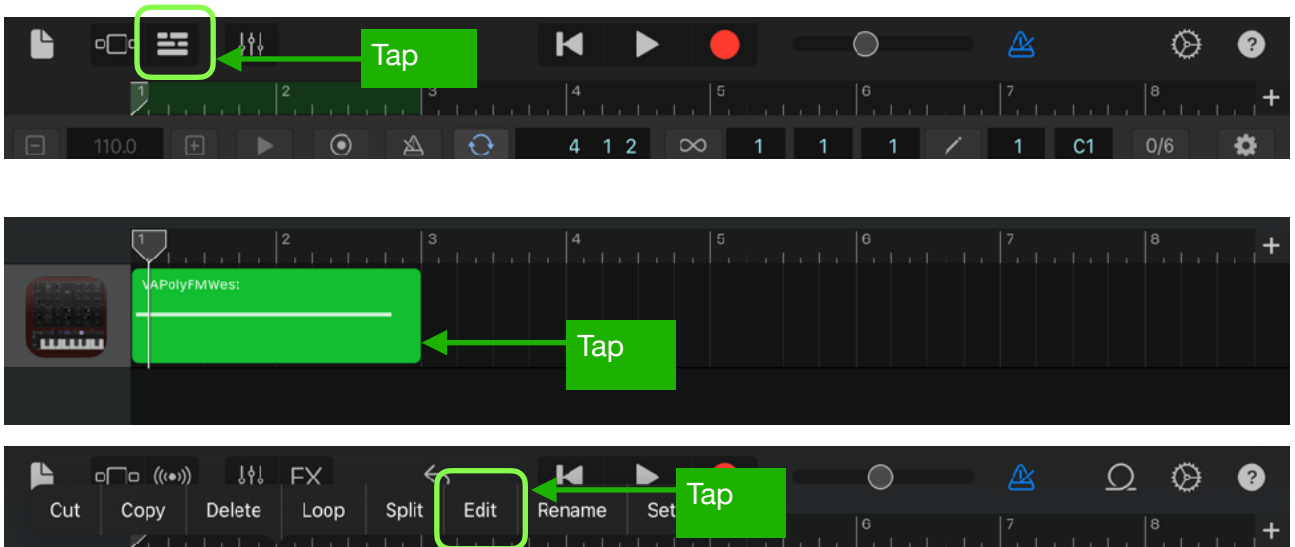 Tap
1 2 3 4 5 6 7 8 +
110.0 4 1 2 ∞ 1 1 1 1 C1 0/6
1 2 3 4 5 6 7 8 +
VAPolyFMWest
Tap
FX
Cut Copy Delete Loop Split Edit Rename Set
Tap
6 7 8 +